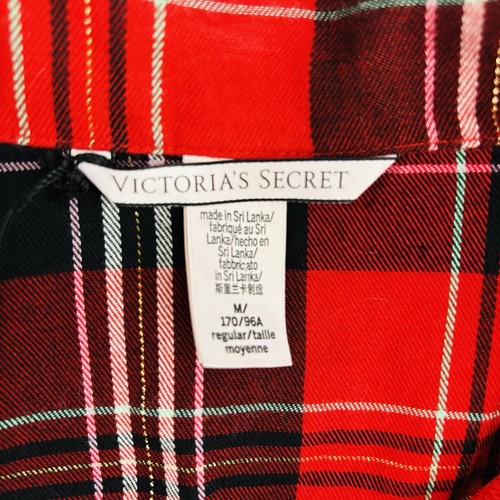 VICTORIA'S SECRET
made in Sri Lanka/
fabriqué au Sri
Lanka/hecho en
Sri Lanka/
fabbricato
in Sri Lanka/
斯里兰卡制造
M/
170/96A
regular/taille
moyenne